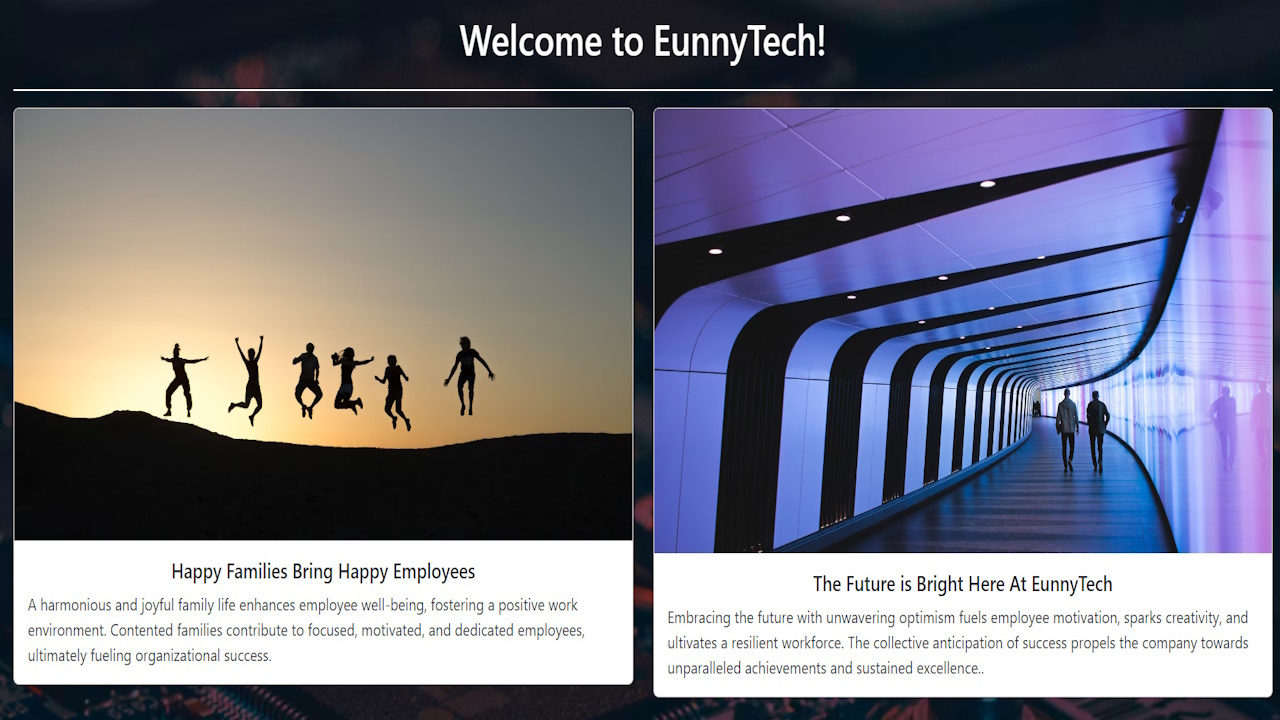 Welcome to EunnyTech!
Happy Families Bring Happy Employees
A harmonious and joyful family life enhances employee well-being, fostering a positive work
environment. Contented families contribute to focused, motivated, and dedicated employees,
ultimately fueling organizational success.
The Future is Bright Here At EunnyTech
Embracing the future with unwavering optimism fuels employee motivation, sparks creativity, and
ultivates a resilient workforce. The collective anticipation of success propels the company towards
unparalleled achievements and sustained excellence..